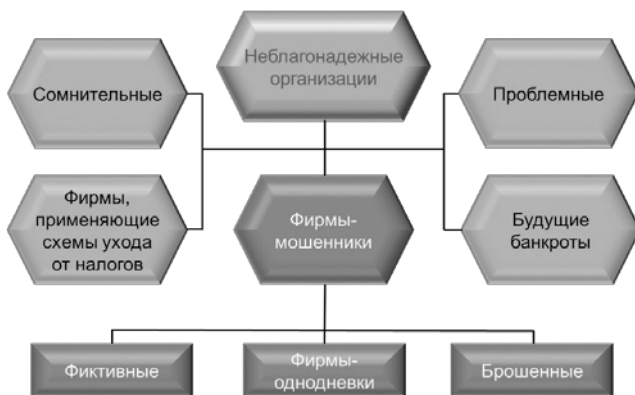 Неблагонадежные
организации
Сомнительные
Проблемные
Фирмы,
применяющие
схемы ухода
от налогов
Фирмы-
мошенники
Будущие
банкроты
Фиктивные
Фирмы-
однодневки
Брошенные